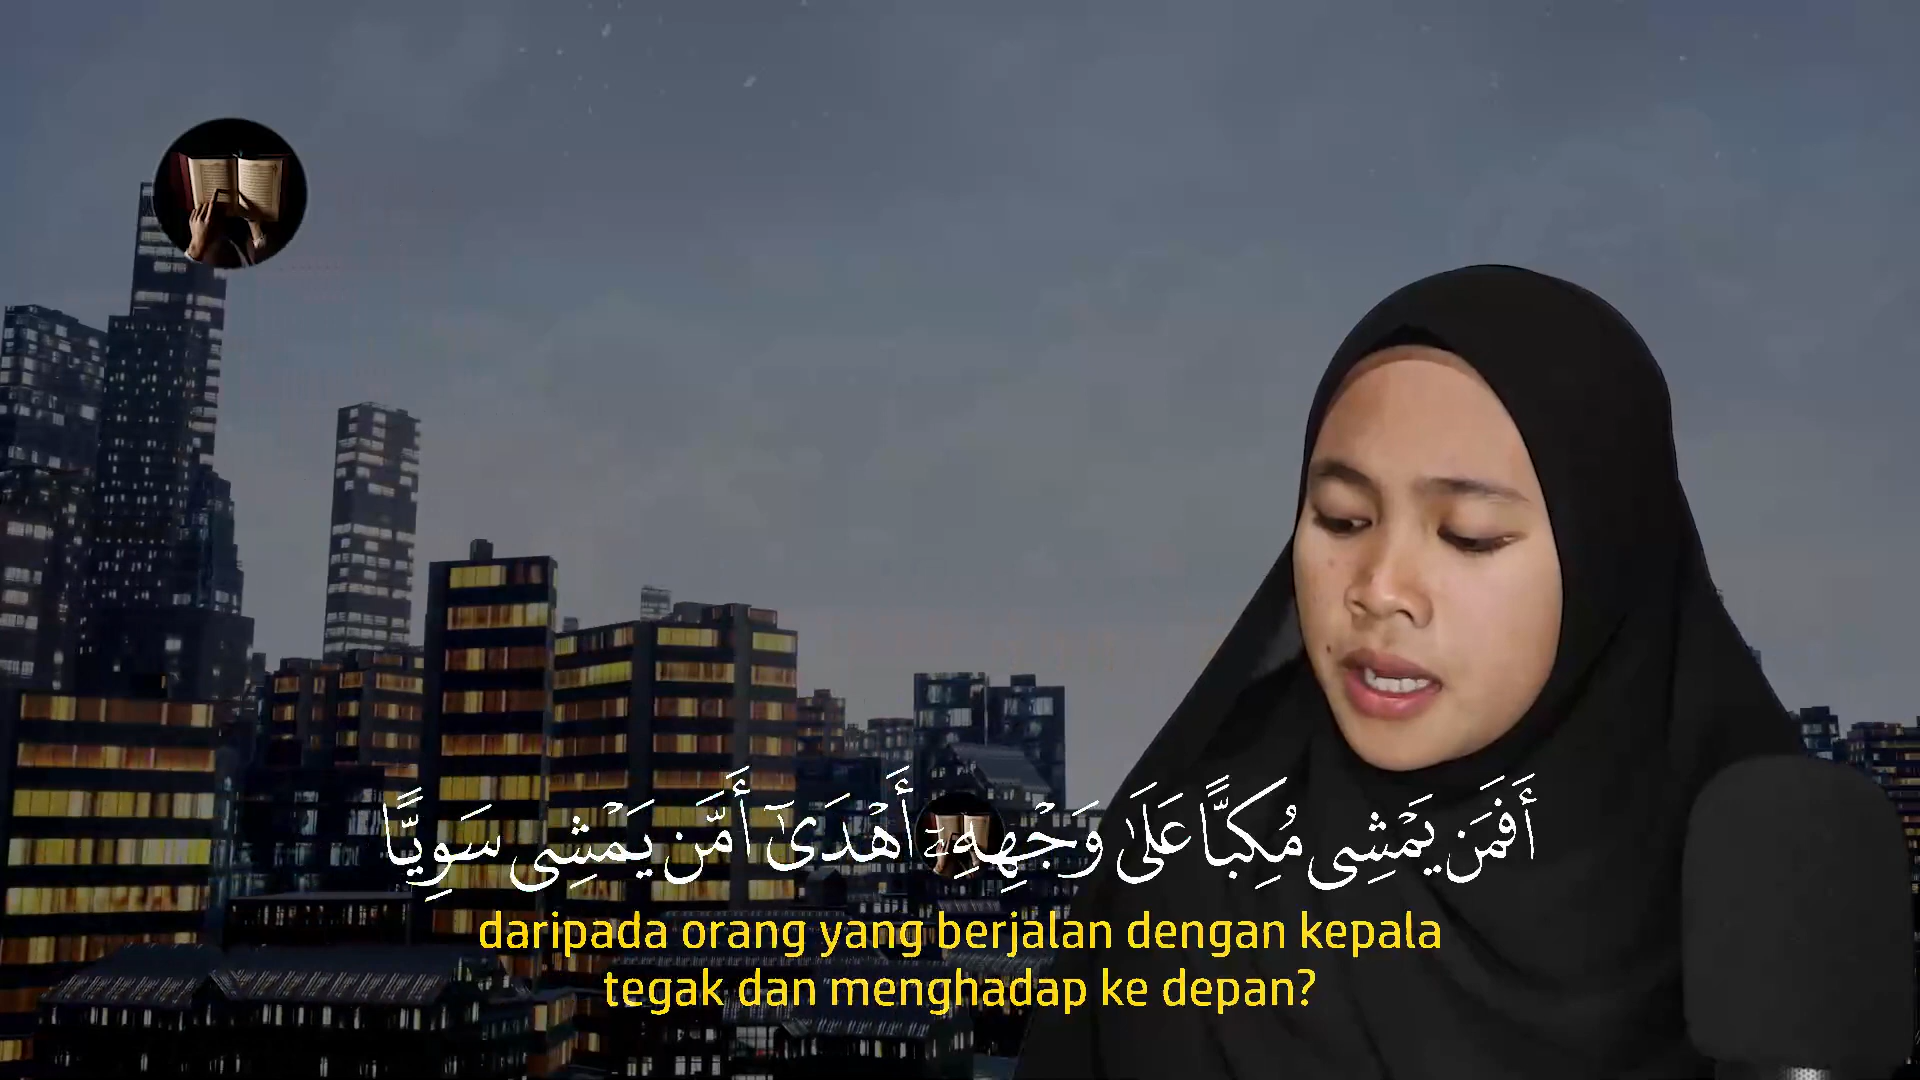 أَفَمَن يَمْشِى مُكِبًّا عَلَىٰ وَجْهِهِۦٓ أَهْدَىٰٓ أَمَّن يَمْشِى سَوِيًّا
daripada orang yang berjalan dengan kepala
tegak dan menghadap ke depan?